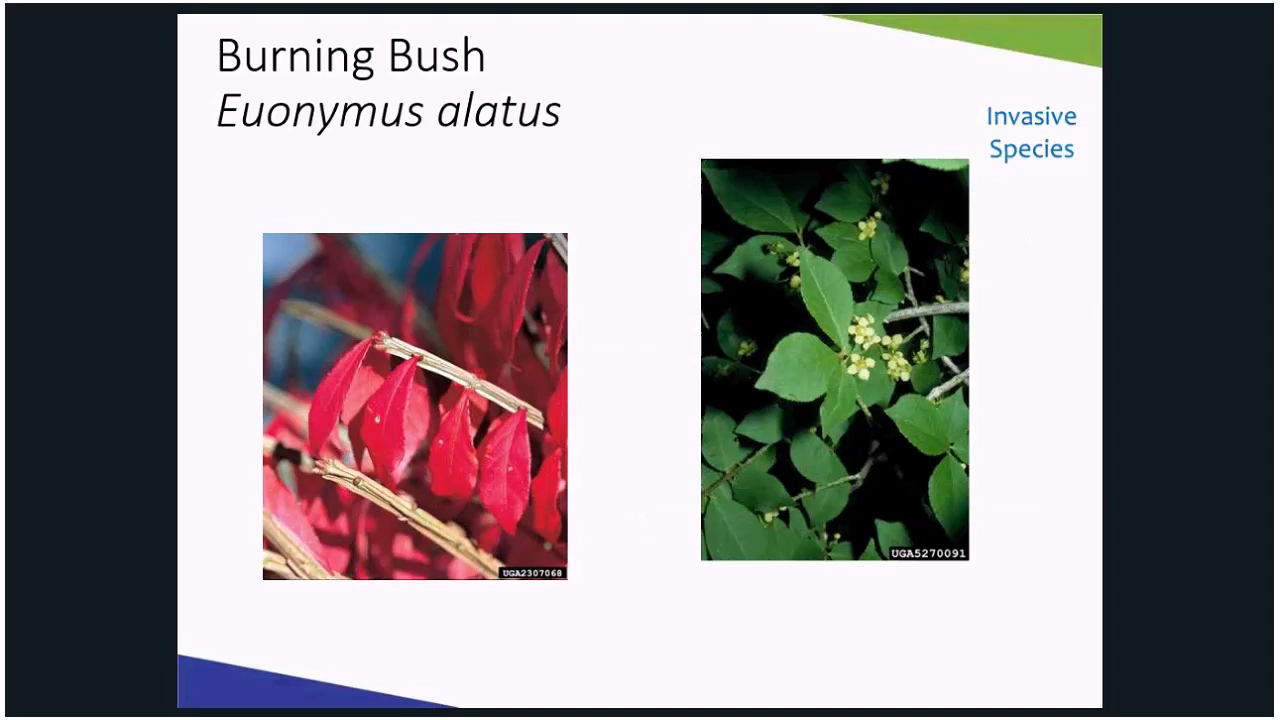 Burning Bush
Euonymus alatus
Invasive
Species
UGA2307068
UGA5270091